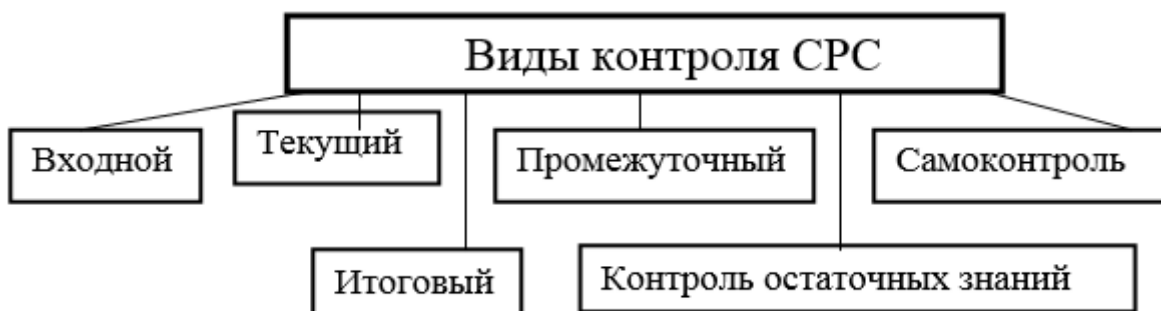 Виды контроля СРС
Входной
Текущий
Промежуточный
Самоконтроль
Итоговый
Контроль остаточных знаний